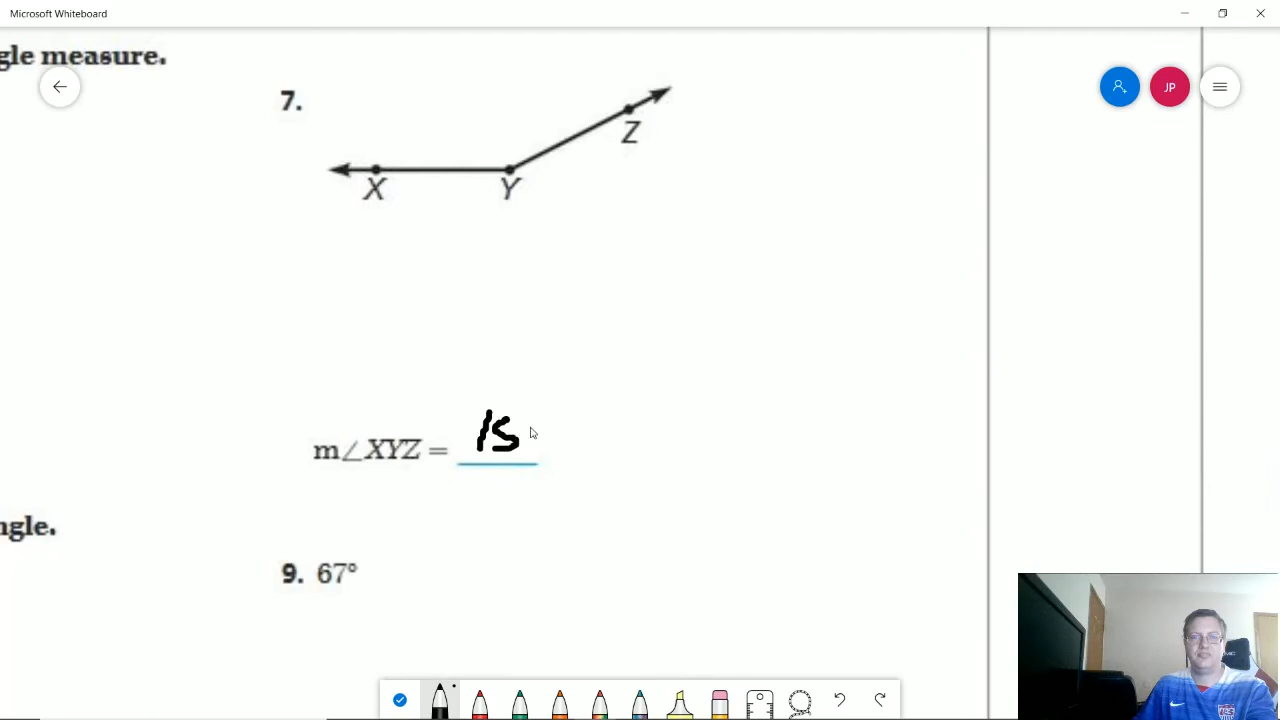 Microsoft Whiteboard
gle measure.
JP
7.
Z
X
Y
m∠XYZ = 15
ngle.
9. 67°